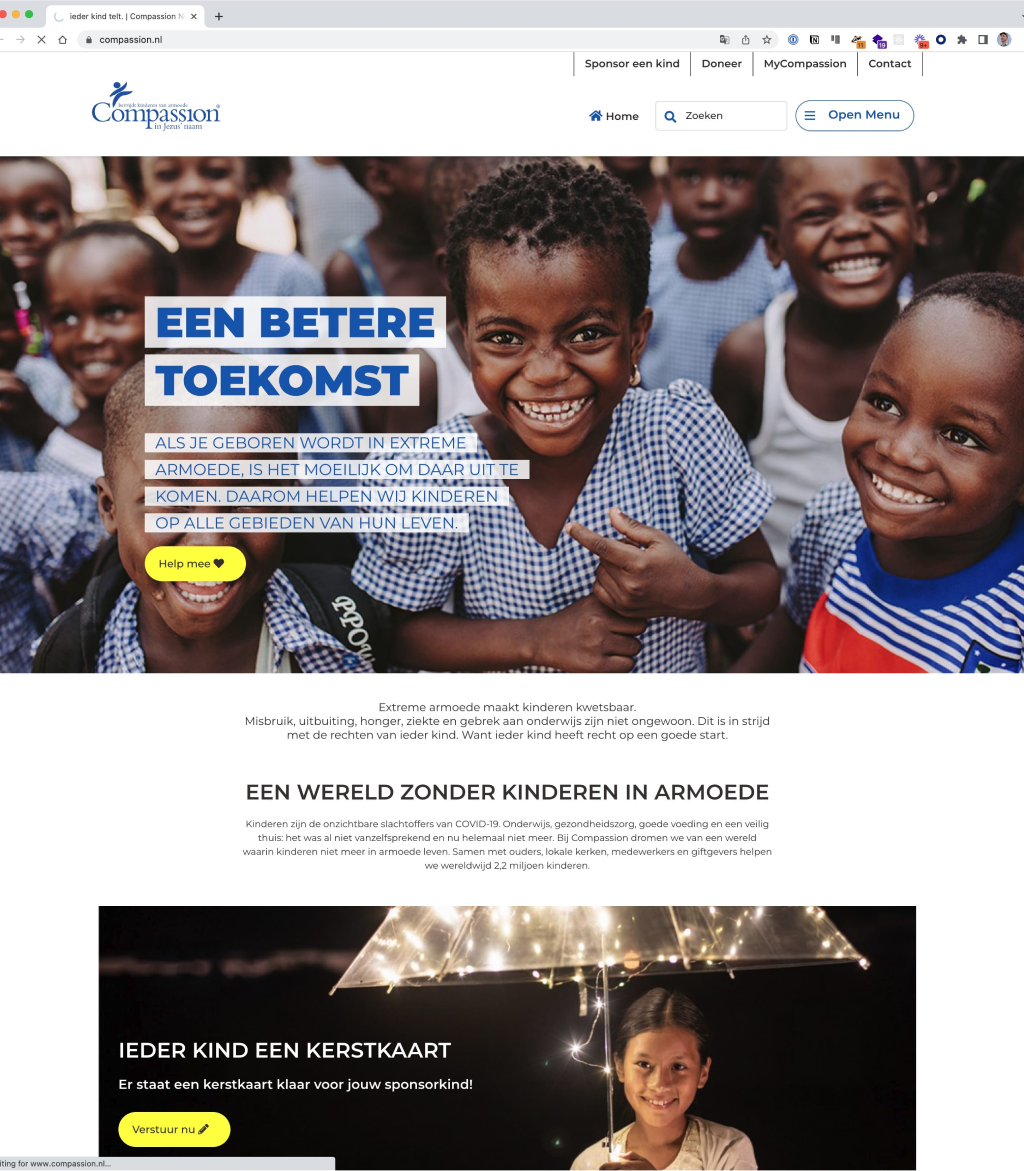 ieder kind telt. | Compassion N
compassion.nl
11
19
9+
Sponsor een kind
Doneer
MyCompassion
Contact
bevrijdt kinderen van armoede
Compassion®
in Jezus' naam
Home
Zoeken
Open Menu
EEN BETERE
TOEKOMST
ALS JE GEBOREN WORDT IN EXTREME
ARMOEDE, IS HET MOEILIJK OM DAAR UIT TE
KOMEN. DAAROM HELPEN WIJ KINDEREN
OP ALLE GEBIEDEN VAN HUN LEVEN.
Help mee
Extreme armoede maakt kinderen kwetsbaar.
Misbruik, uitbuiting, honger, ziekte en gebrek aan onderwijs zijn niet ongewoon. Dit is in strijd
met de rechten van ieder kind. Want ieder kind heeft recht op een goede start.
EEN WERELD ZONDER KINDEREN IN ARMOEDE
Kinderen zijn de onzichtbare slachtoffers van COVID-19. Onderwijs, gezondheidszorg, goede voeding en een veilig
thuis: het was al niet vanzelfsprekend en nu helemaal niet meer. Bij Compassion dromen we van een wereld
waarin kinderen niet meer in armoede leven. Samen met ouders, lokale kerken, medewerkers en giftgevers helpen
we wereldwijd 2,2 miljoen kinderen.
IEDER KIND EEN KERSTKAART
Er staat een kerstkaart klaar voor jouw sponsorkind!
Verstuur nu
iting for www.compassion.nl...